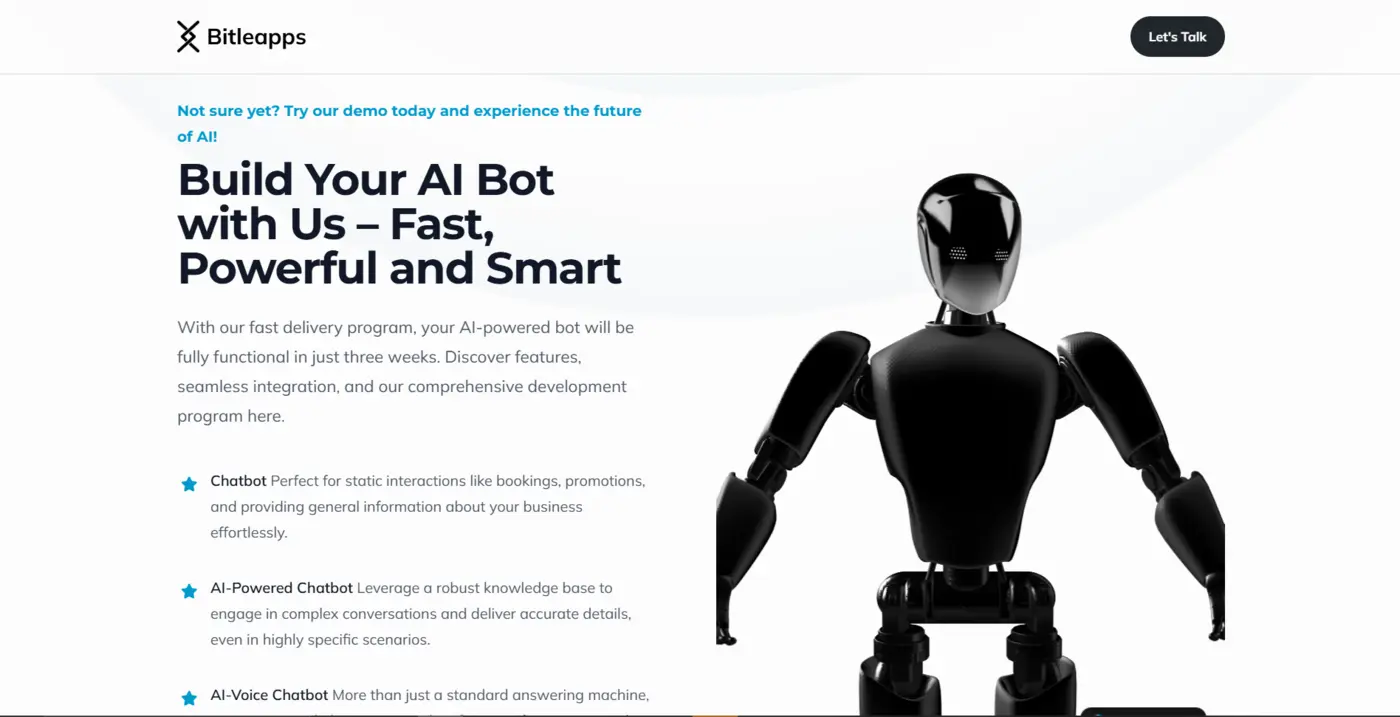 Bitleapps
Let's Talk
Not sure yet? Try our demo today and experience the future
of AI!
Build Your AI Bot
with Us – Fast,
Powerful and Smart
With our fast delivery program, your AI-powered bot will be
fully functional in just three weeks. Discover features,
seamless integration, and our comprehensive development
program here.
Chatbot Perfect for static interactions like bookings, promotions,
and providing general information about your business
effortlessly.
AI-Powered Chatbot Leverage a robust knowledge base to
engage in complex conversations and deliver accurate details,
even in highly specific scenarios.
AI-Voice Chatbot More than just a standard answering machine,